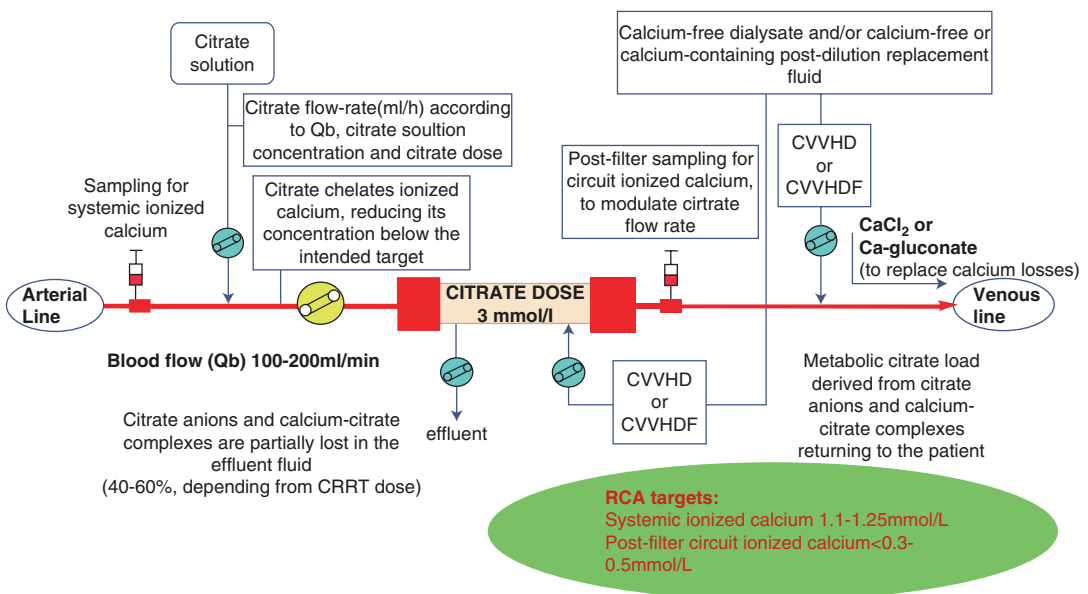 Citrate
solution
Calcium-free dialysate and/or calcium-free or
calcium-containing post-dilution replacement
fluid
Citrate flow-rate(ml/h) according
to Qb, citrate soultion
concentration and citrate dose
Sampling for
systemic ionized
calcium
Citrate chelates ionized
calcium, reducing its
concentration below the
intended target
Post-filter sampling for
circuit ionized calcium,
to modulate cirtrate
flow rate
CVVHD
or
CVVHDF
CaCl₂ or
Ca-gluconate
(to replace calcium losses)
Arterial
Line
CITRATE DOSE
3 mmol/l
Venous
line
Blood flow (Qb) 100-200ml/min
CVVHD
or
CVVHDF
Metabolic citrate load
derived from citrate
anions and calcium-
citrate complexes
returning to the patient
Citrate anions and calcium-citrate
complexes are partially lost in the
effluent fluid
(40-60%, depending from CRRT dose)
effluent
RCA targets:
Systemic ionized calcium 1.1-1.25mmol/L
Post-filter circuit ionized calcium<0.3-
0.5mmol/L